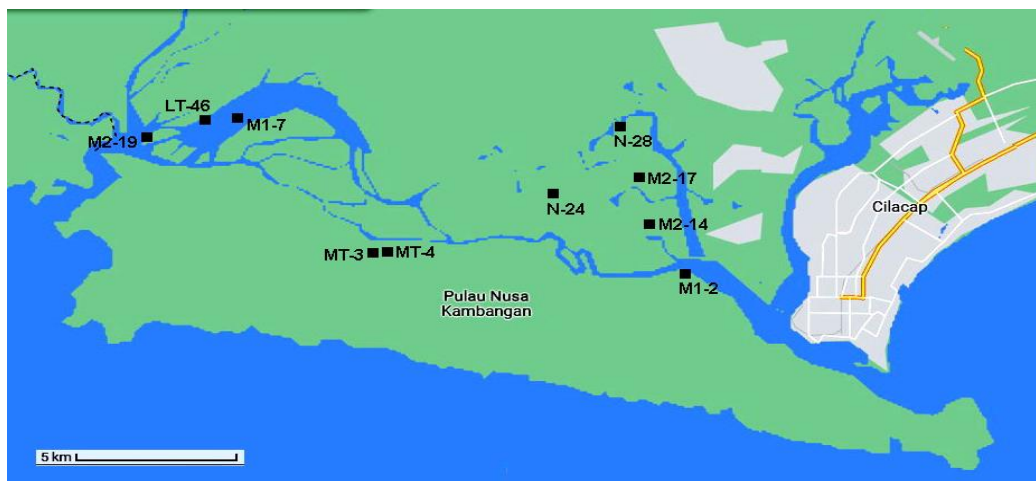 LT-46
M1-7
M2-19
N-28
M2-17
N-24
Cilacap
M2-14
MT-3
MT-4
M1-2
Pulau Nusa
Kambangan
5 km